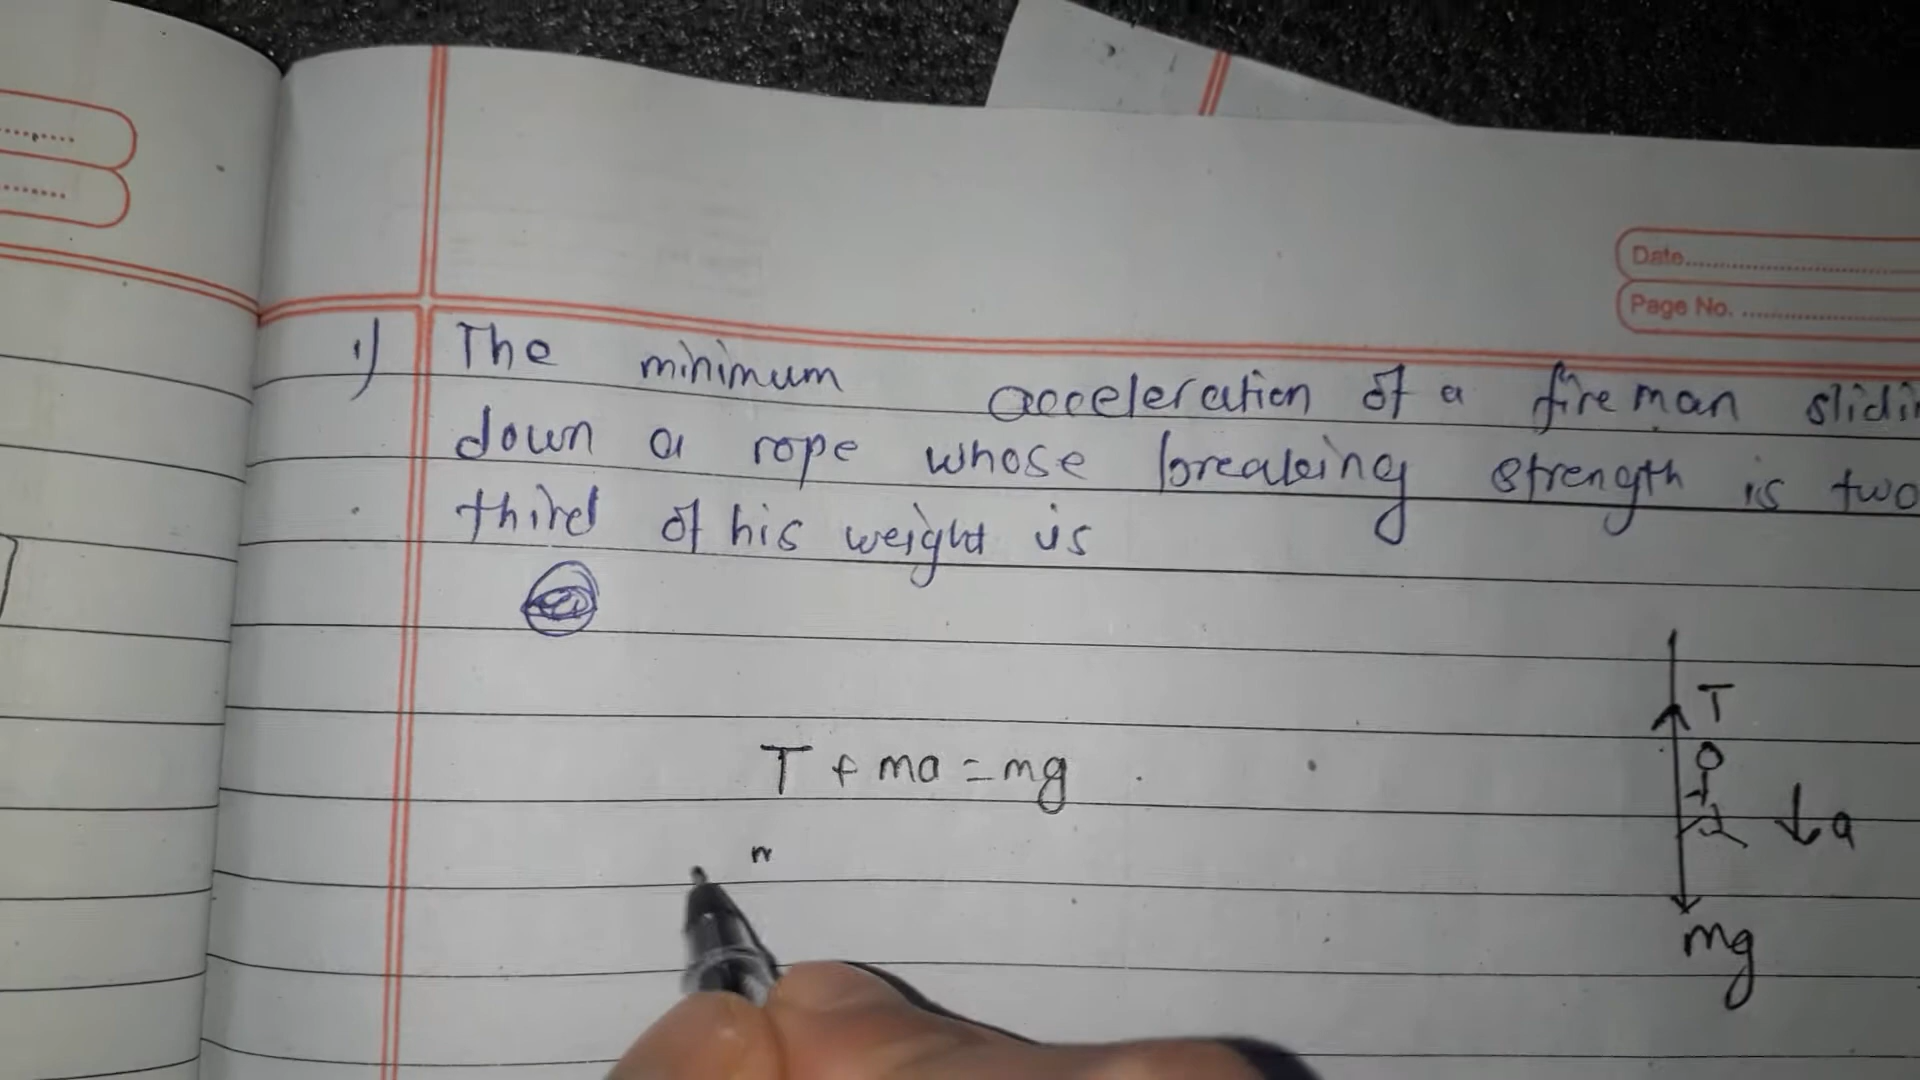 Date
Page No.
1) The minimum acceleration of a fireman slidin
down a rope whose breaking strength is two
third of his weight is
T
T + ma = mg
a
m
mg